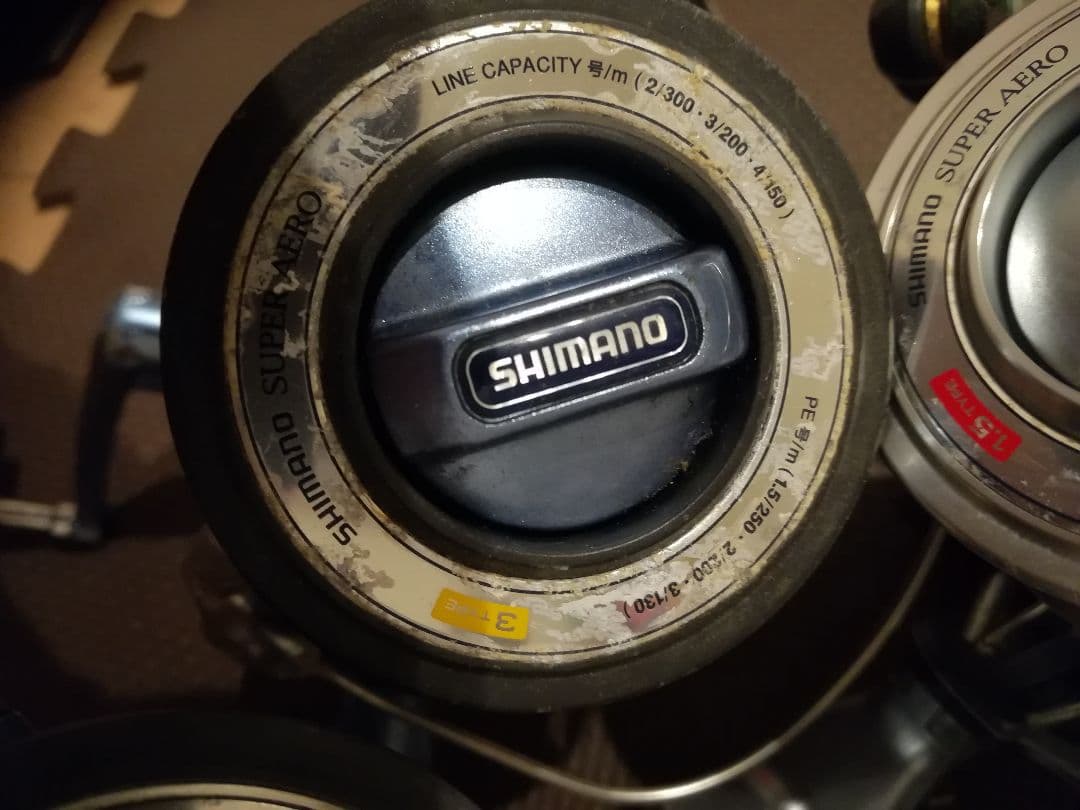 LINE CAPACITY 号/m (2/300・3/200・4/150)
SHIMANO SUPER AERO
SHIMANO
PE 号/m (1.5/250・2/200・3/130)
3 TYPE
SHIMANO SUPER AERO
1.5 TYPE